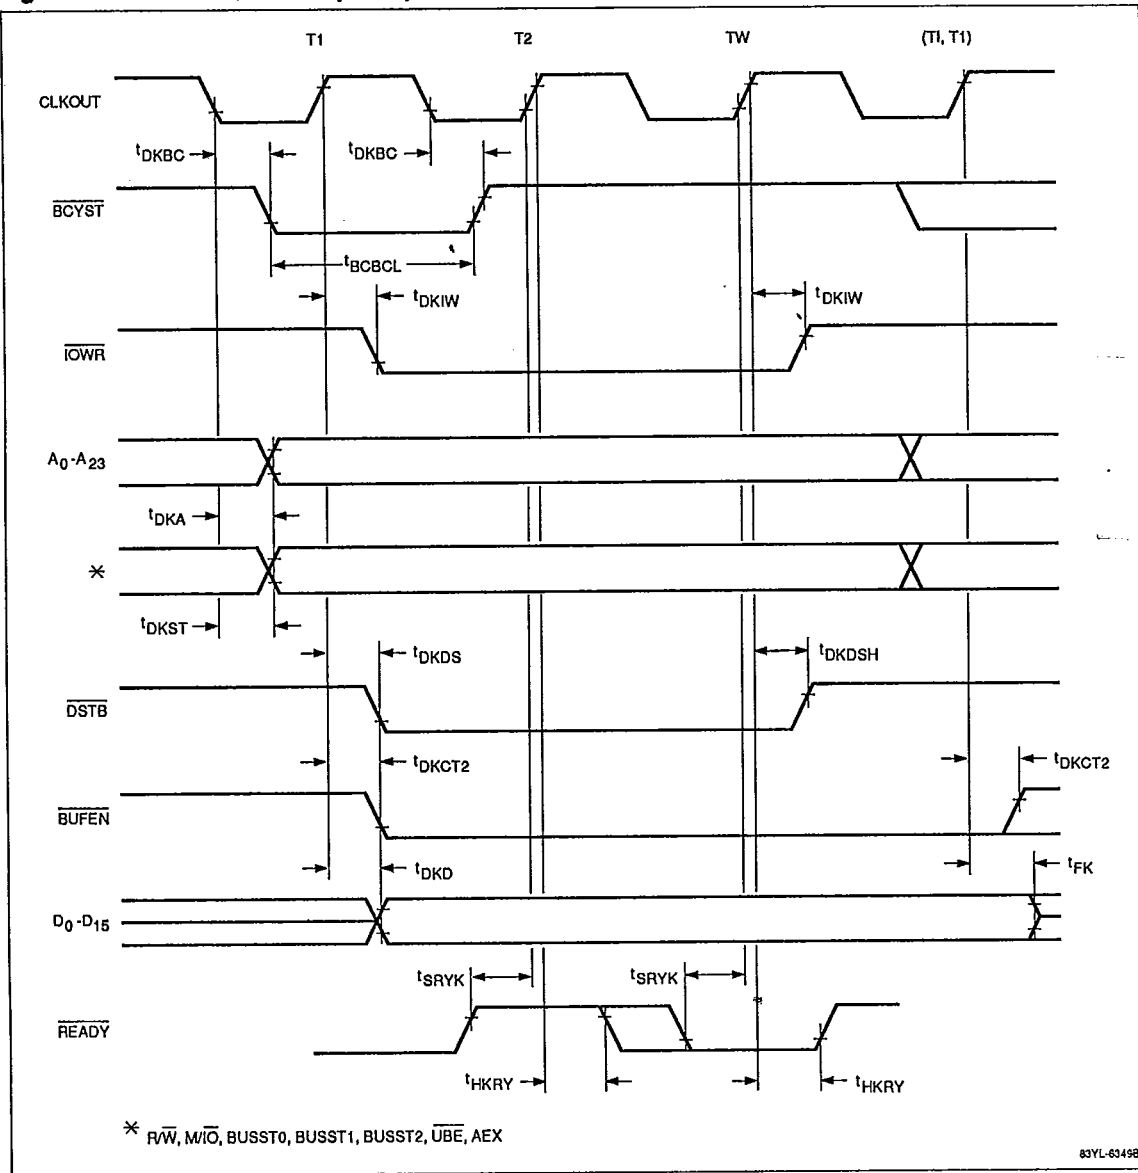 T1 T2 TW (TI, T1)
CLKOUT
tDKBC tDKBC
BCYST
tBCBCL
tDKIW tDKIW
IOWR
A0-A23
tDKA
*
tDKST
tDKDS tDKDSH
DSTB
tDKCT2 tDKCT2
BUFEN
tDKD tFK
D0-D15
tSRYK tSRYK
READY
tHKRY tHKRY
* R/W, M/IO, BUSST0, BUSST1, BUSST2, UBE, AEX
83YL-6349B